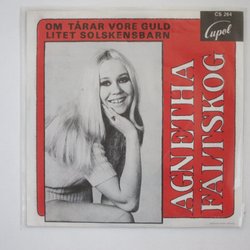 CS 264
Cupol
OM TÅRAR VORE GULD
LITET SOLSKENSBARN
AGNETHA
FÄLTSKOG